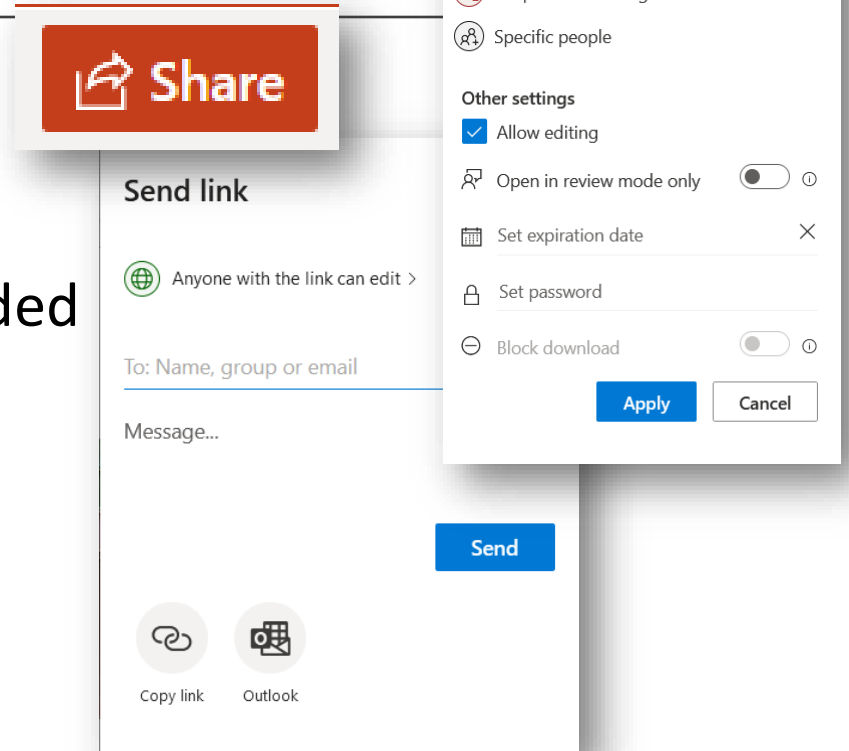 Share
Send link
Anyone with the link can edit >
ded
To: Name, group or email
Message...
Send
Copy link
Outlook
Specific people
Other settings
Allow editing
Open in review mode only
Set expiration date
Set password
Block download
Apply
Cancel